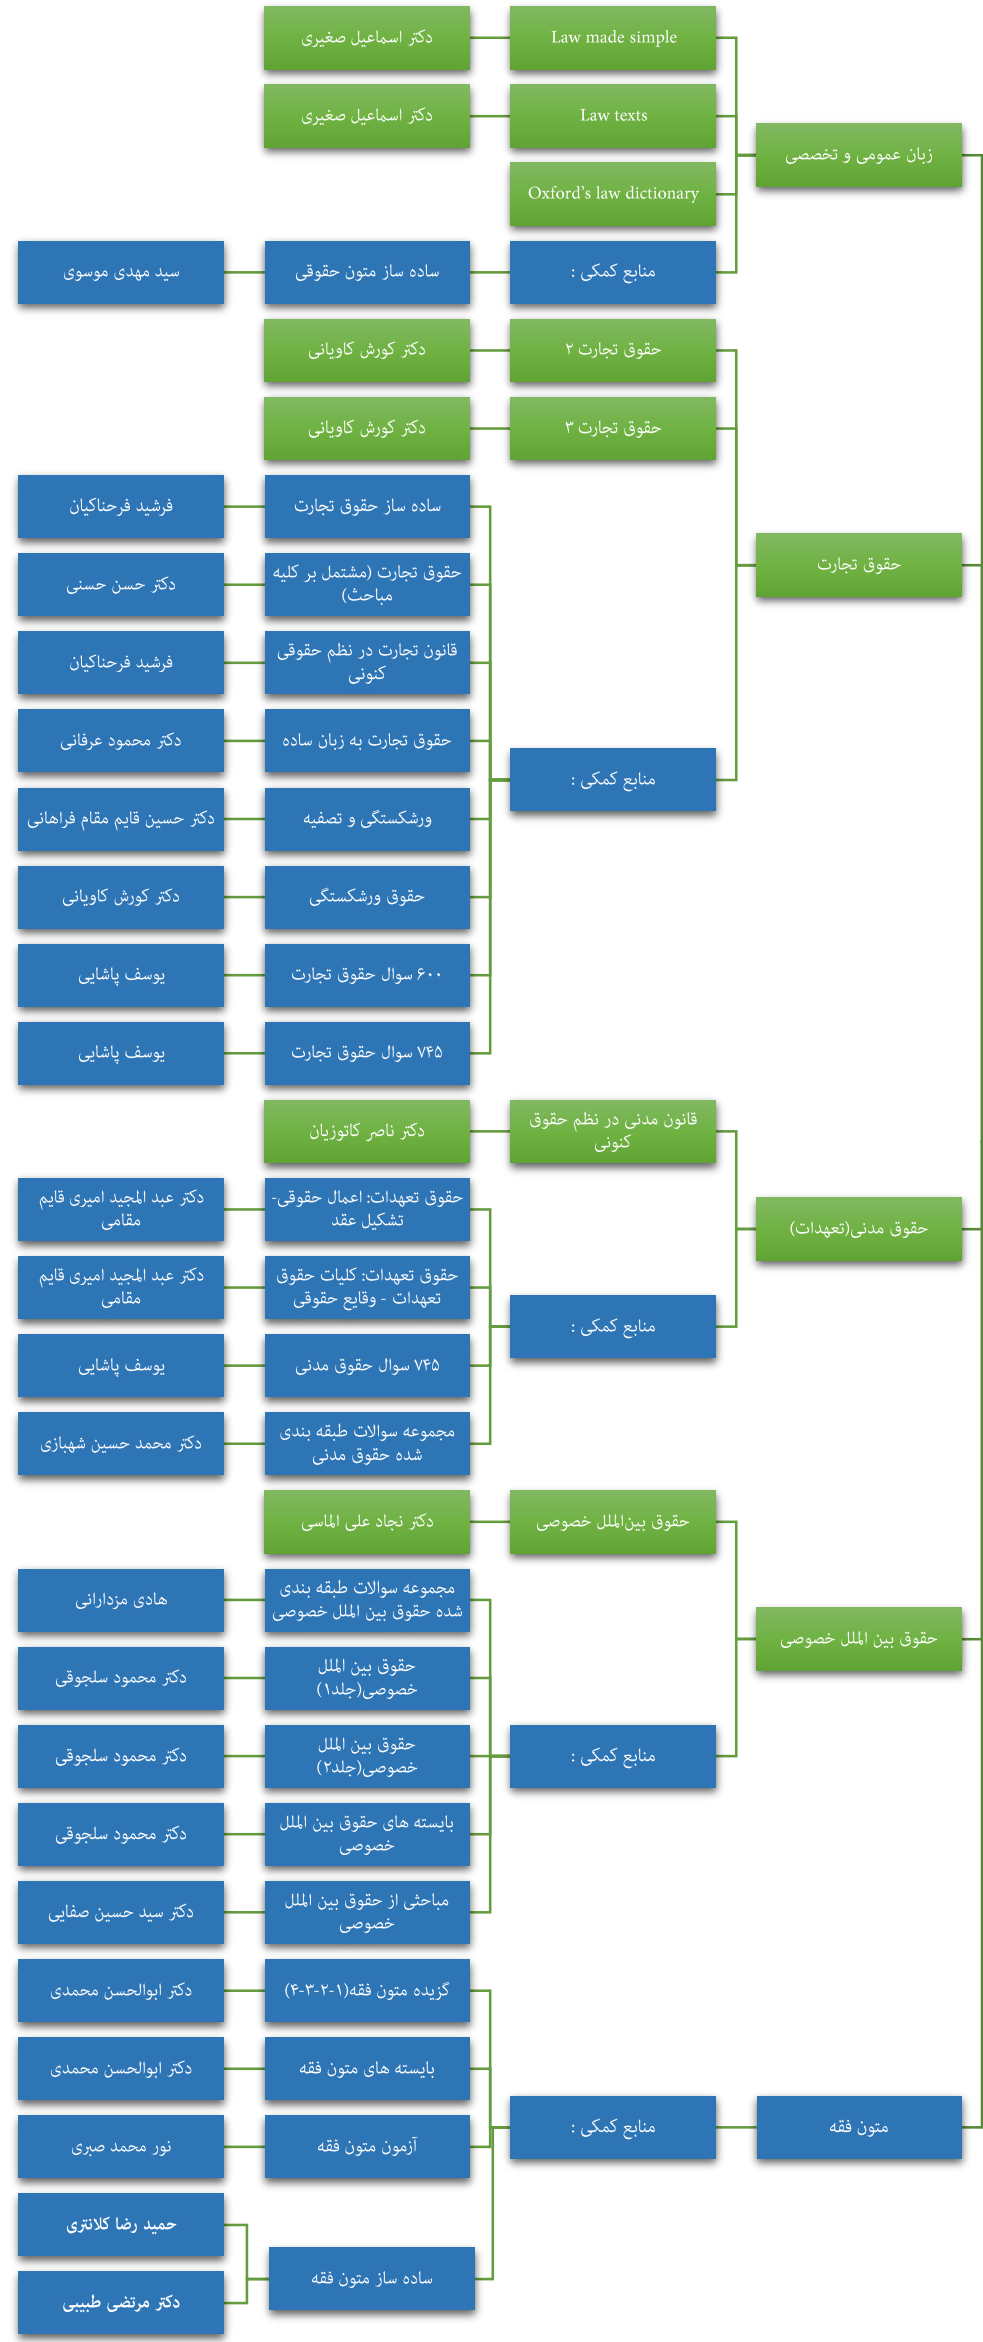 زبان عمومی و تخصصی
Law made simple
دکتر اسماعیل صغیری
Law texts
دکتر اسماعیل صغیری
Oxford's law dictionary
منابع کمکی :
ساده ساز متون حقوقی
سید مهدی موسوی
حقوق تجارت
حقوق تجارت ۲
دکتر کورش کاویانی
حقوق تجارت ۳
دکتر کورش کاویانی
منابع کمکی :
ساده ساز حقوق تجارت
فرشید فرحناکیان
حقوق تجارت (مشتمل بر کلیه
مباحث)
دکتر حسن حسنی
قانون تجارت در نظم حقوقی
کنونی
فرشید فرحناکیان
حقوق تجارت به زبان ساده
دکتر محمود عرفانی
ورشکستگی و تصفیه
دکتر حسین قایم مقام فراهانی
حقوق ورشکستگی
دکتر کورش کاویانی
۶۰۰ سوال حقوق تجارت
یوسف پاشایی
۷۴۵ سوال حقوق تجارت
یوسف پاشایی
حقوق مدنی(تعهدات)
قانون مدنی در نظم حقوق
کنونی
دکتر ناصر کاتوزیان
منابع کمکی :
حقوق تعهدات: اعمال حقوقی-
تشکیل عقد
دکتر عبد المجید امیری قایم
مقامی
حقوق تعهدات: کلیات حقوق
تعهدات - وقایع حقوقی
دکتر عبد المجید امیری قایم
مقامی
۷۴۵ سوال حقوق مدنی
یوسف پاشایی
مجموعه سوالات طبقه بندی
شده حقوق مدنی
دکتر محمد حسین شهبازی
حقوق بین الملل خصوصی
حقوق بین‌الملل خصوصی
دکتر نجاد علی الماسی
منابع کمکی :
مجموعه سوالات طبقه بندی
شده حقوق بین الملل خصوصی
هادی مزدارانی
حقوق بین الملل
خصوصی(جلد۱)
دکتر محمود سلجوقی
حقوق بین الملل
خصوصی(جلد۲)
دکتر محمود سلجوقی
بایسته های حقوق بین الملل
خصوصی
دکتر محمود سلجوقی
مباحثی از حقوق بین الملل
خصوصی
دکتر سید حسین صفایی
متون فقه
منابع کمکی :
گزیده متون فقه(۱-۲-۳-۴)
دکتر ابوالحسن محمدی
بایسته های متون فقه
دکتر ابوالحسن محمدی
آزمون متون فقه
نور محمد صبری
ساده ساز متون فقه
حمید رضا کلانتری
دکتر مرتضی طبیبی